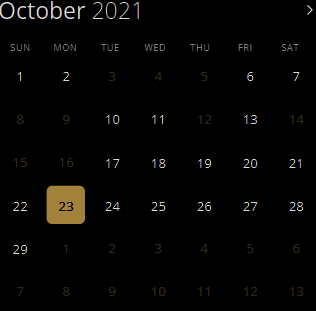 October 2021
SUN MON TUE WED THU FRI SAT
1 2 3 4 5 6 7
8 9 10 11 12 13 14
15 16 17 18 19 20 21
22 23 24 25 26 27 28
29 1 2 3 4 5 6
7 8 9 10 11 12 13